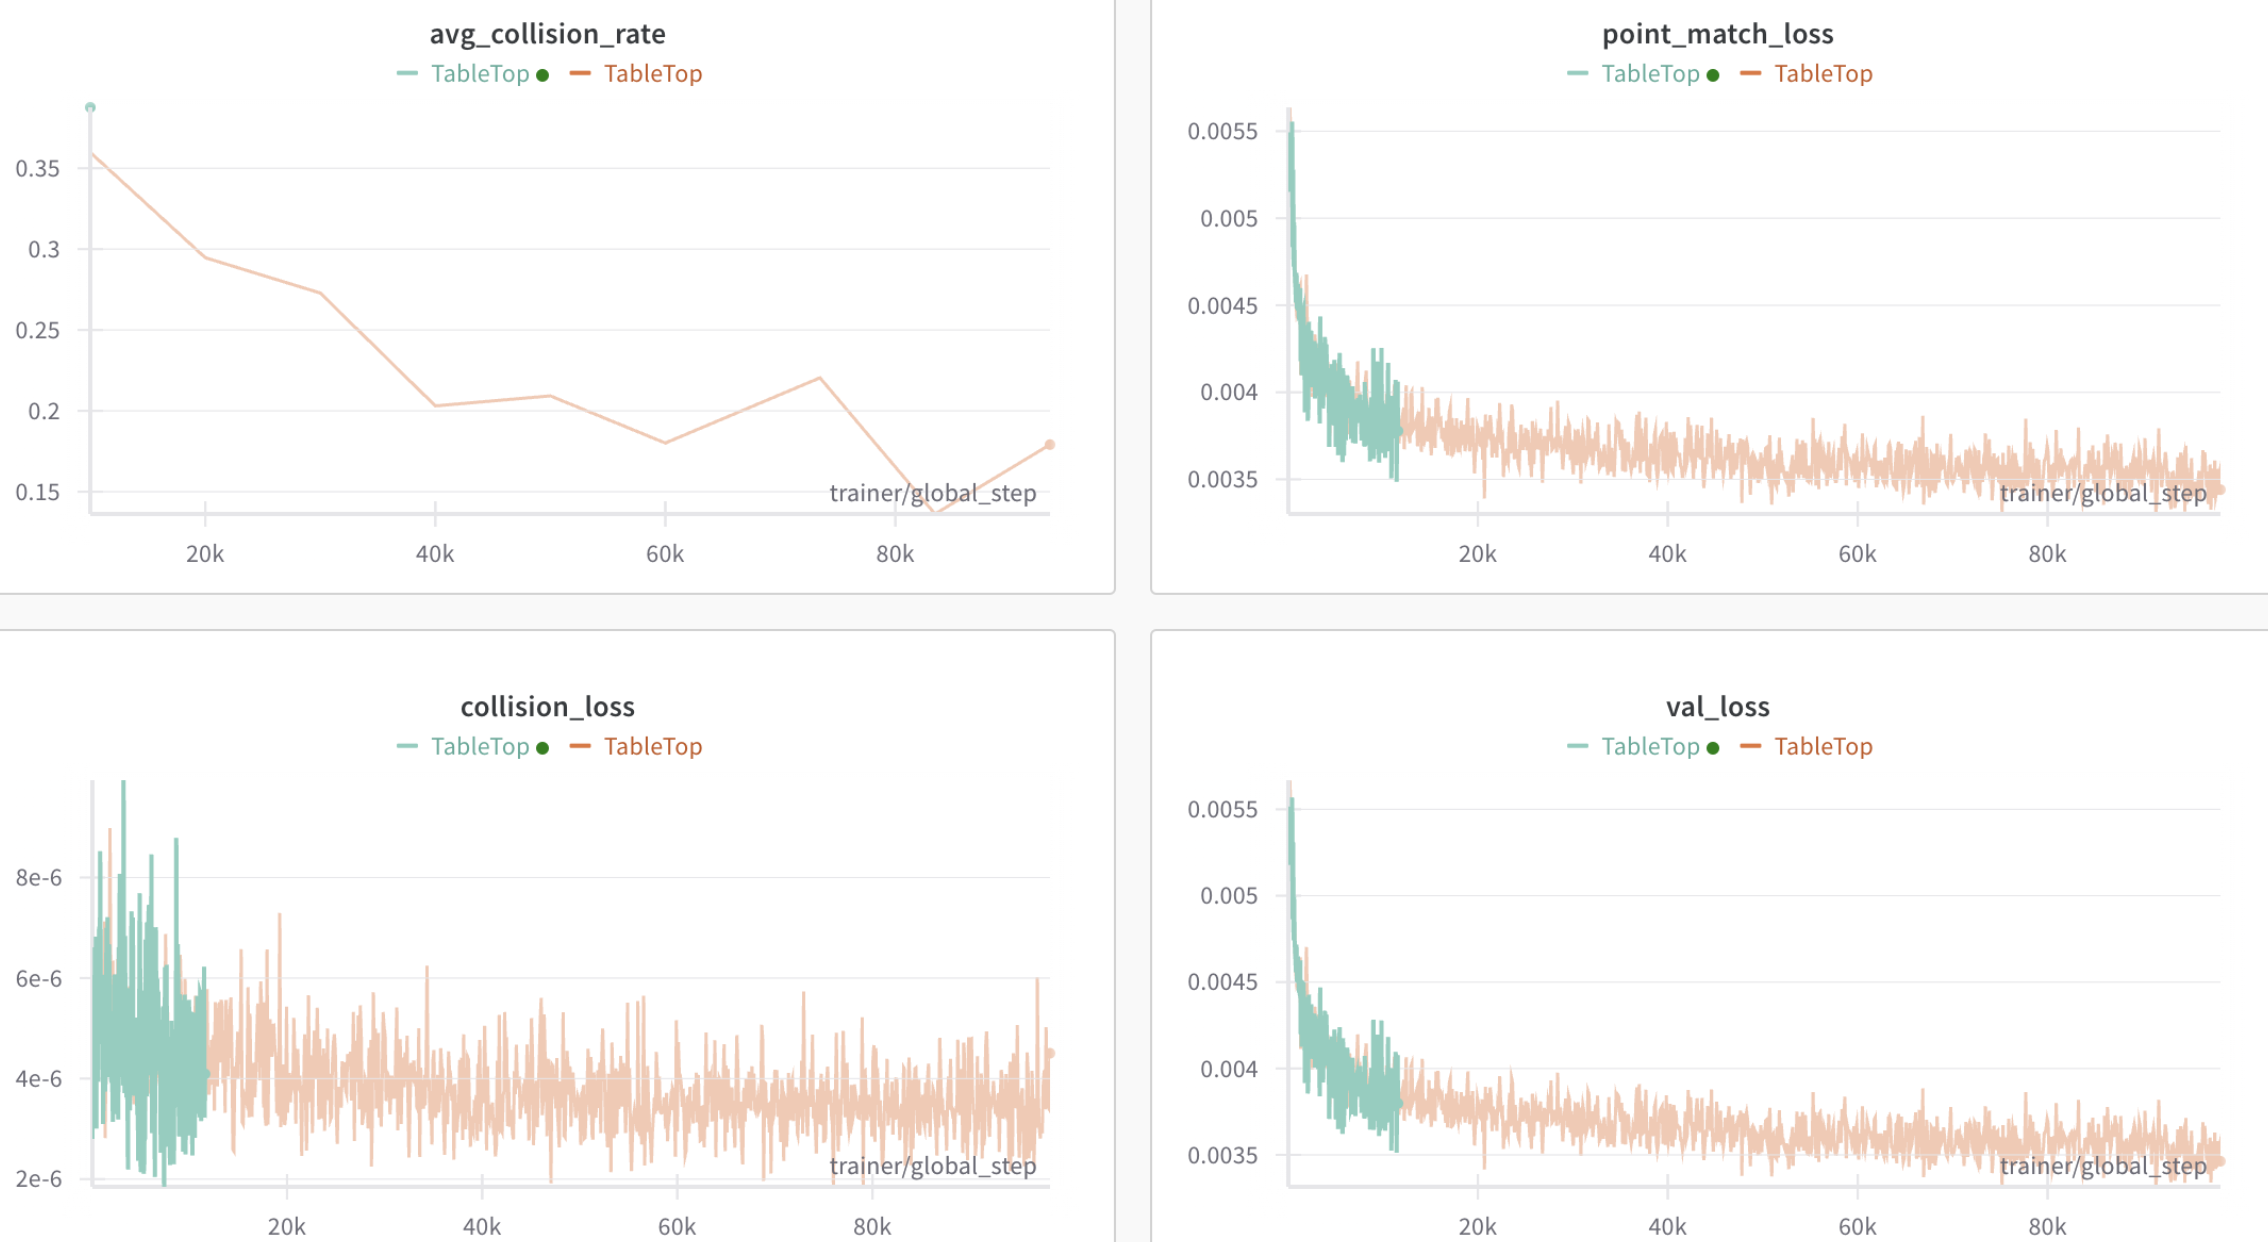 avg_collision_rate
TableTop TableTop
0.35
0.3
0.25
0.2
0.15
trainer/global_step
20k 40k 60k 80k
point_match_loss
TableTop TableTop
0.0055
0.005
0.0045
0.004
0.0035
trainer/global_step
20k 40k 60k 80k
collision_loss
TableTop TableTop
8e-6
6e-6
4e-6
2e-6
trainer/global_step
20k 40k 60k 80k
val_loss
TableTop TableTop
0.0055
0.005
0.0045
0.004
0.0035
trainer/global_step
20k 40k 60k 80k